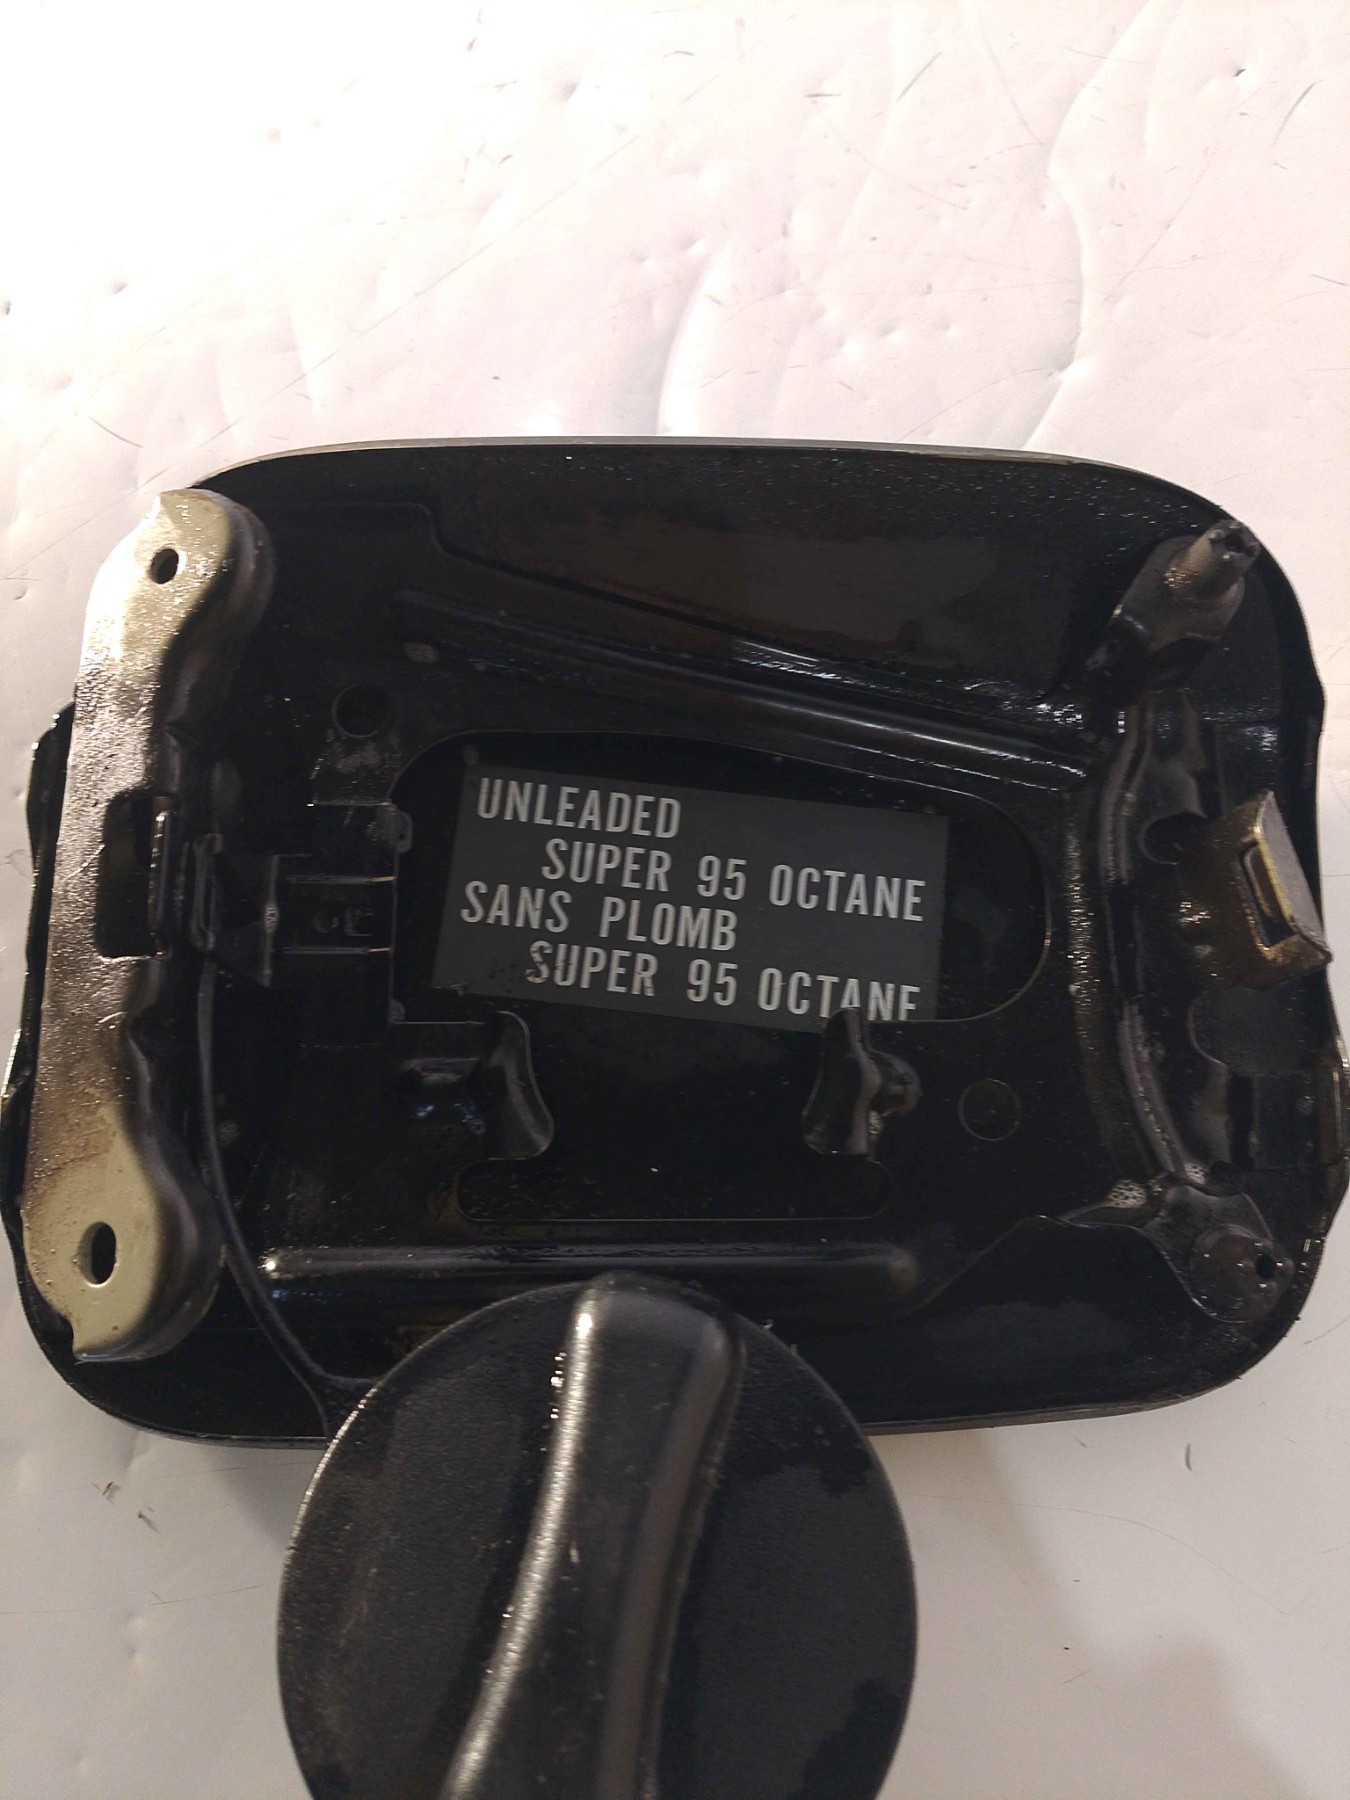 UNLEADED
SUPER 95 OCTANE
SANS PLOMB
SUPER 95 OCTANE